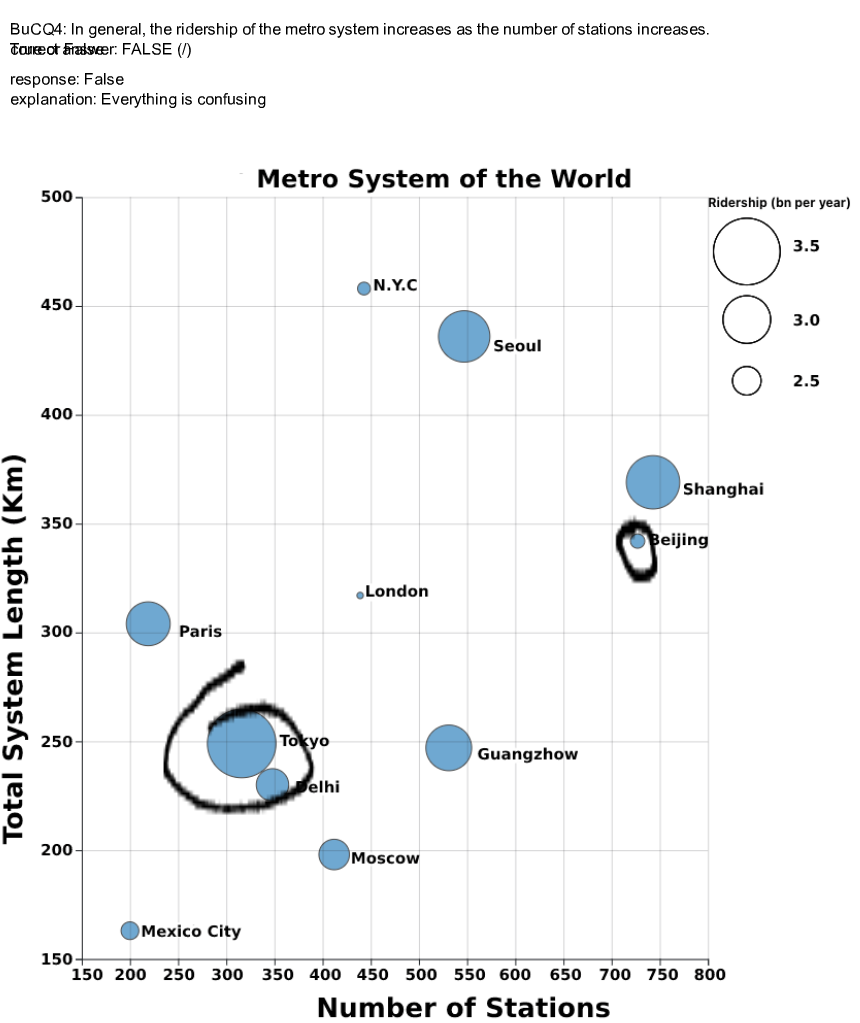 BuCQ4: In general, the ridership of the metro system increases as the number of stations increases.
True or False
correct answer: FALSE (/)
response: False
explanation: Everything is confusing
Metro System of the World
Ridership (bn per year)
3.5
3.0
2.5
500
450
400
350
300
250
200
150
Total System Length (Km)
N.Y.C
Seoul
Shanghai
Beijing
London
Paris
Tokyo
Guangzhow
Delhi
Moscow
Mexico City
150 200 250 300 350 400 450 500 550 600 650 700 750 800
Number of Stations